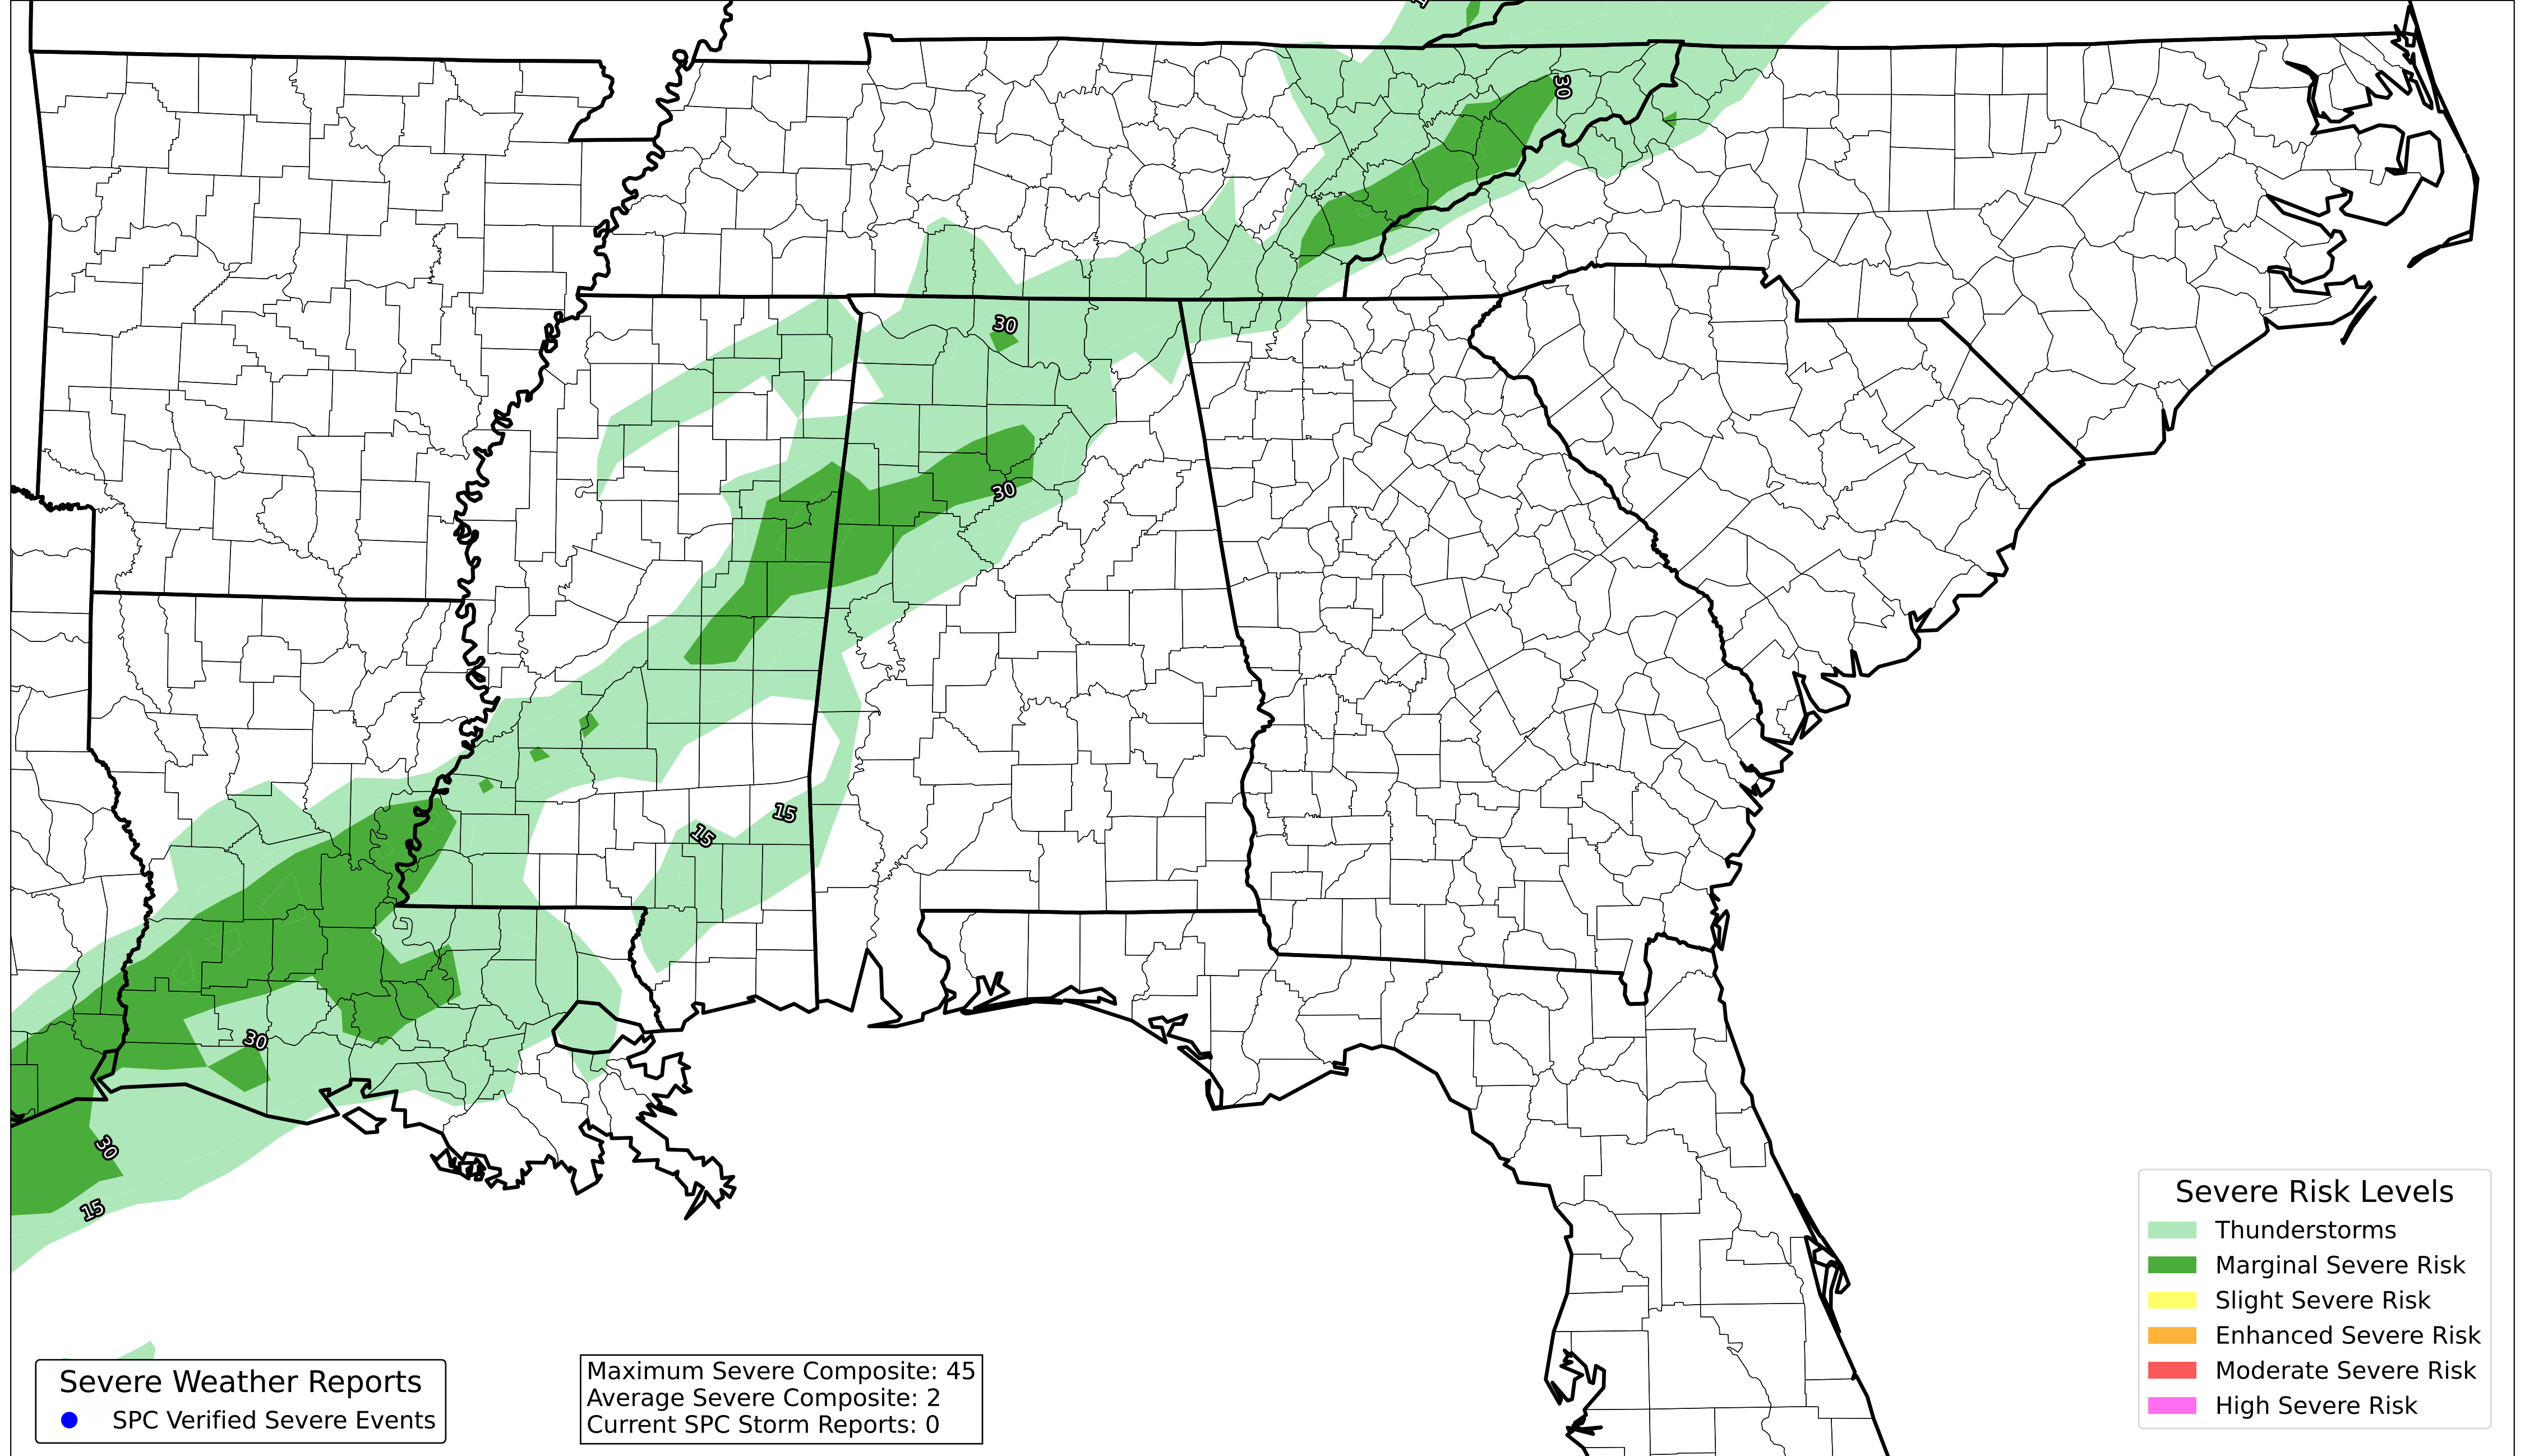 30
30
30
15
15
30
30
15
Severe Risk Levels
Thunderstorms
Marginal Severe Risk
Slight Severe Risk
Enhanced Severe Risk
Moderate Severe Risk
High Severe Risk
Severe Weather Reports
SPC Verified Severe Events
Maximum Severe Composite: 45
Average Severe Composite: 2
Current SPC Storm Reports: 0